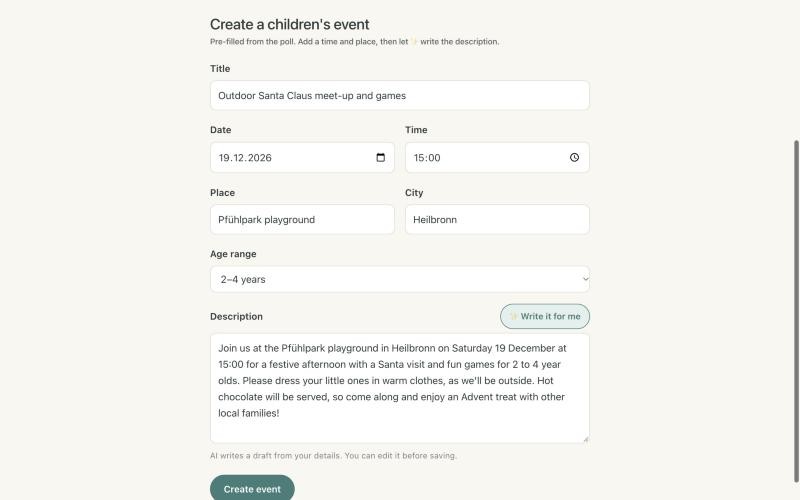 Create a children's event
Pre-filled from the poll. Add a time and place, then let ✨ write the description.
Title
Outdoor Santa Claus meet-up and games
Date
Time
19.12.2026
15:00
Place
City
Pfühlpark playground
Heilbronn
Age range
2–4 years
Description
✨ Write it for me
Join us at the Pfühlpark playground in Heilbronn on Saturday 19 December at
15:00 for a festive afternoon with a Santa visit and fun games for 2 to 4 year
olds. Please dress your little ones in warm clothes, as we'll be outside. Hot
chocolate will be served, so come along and enjoy an Advent treat with other
local families!
AI writes a draft from your details. You can edit it before saving.
Create event